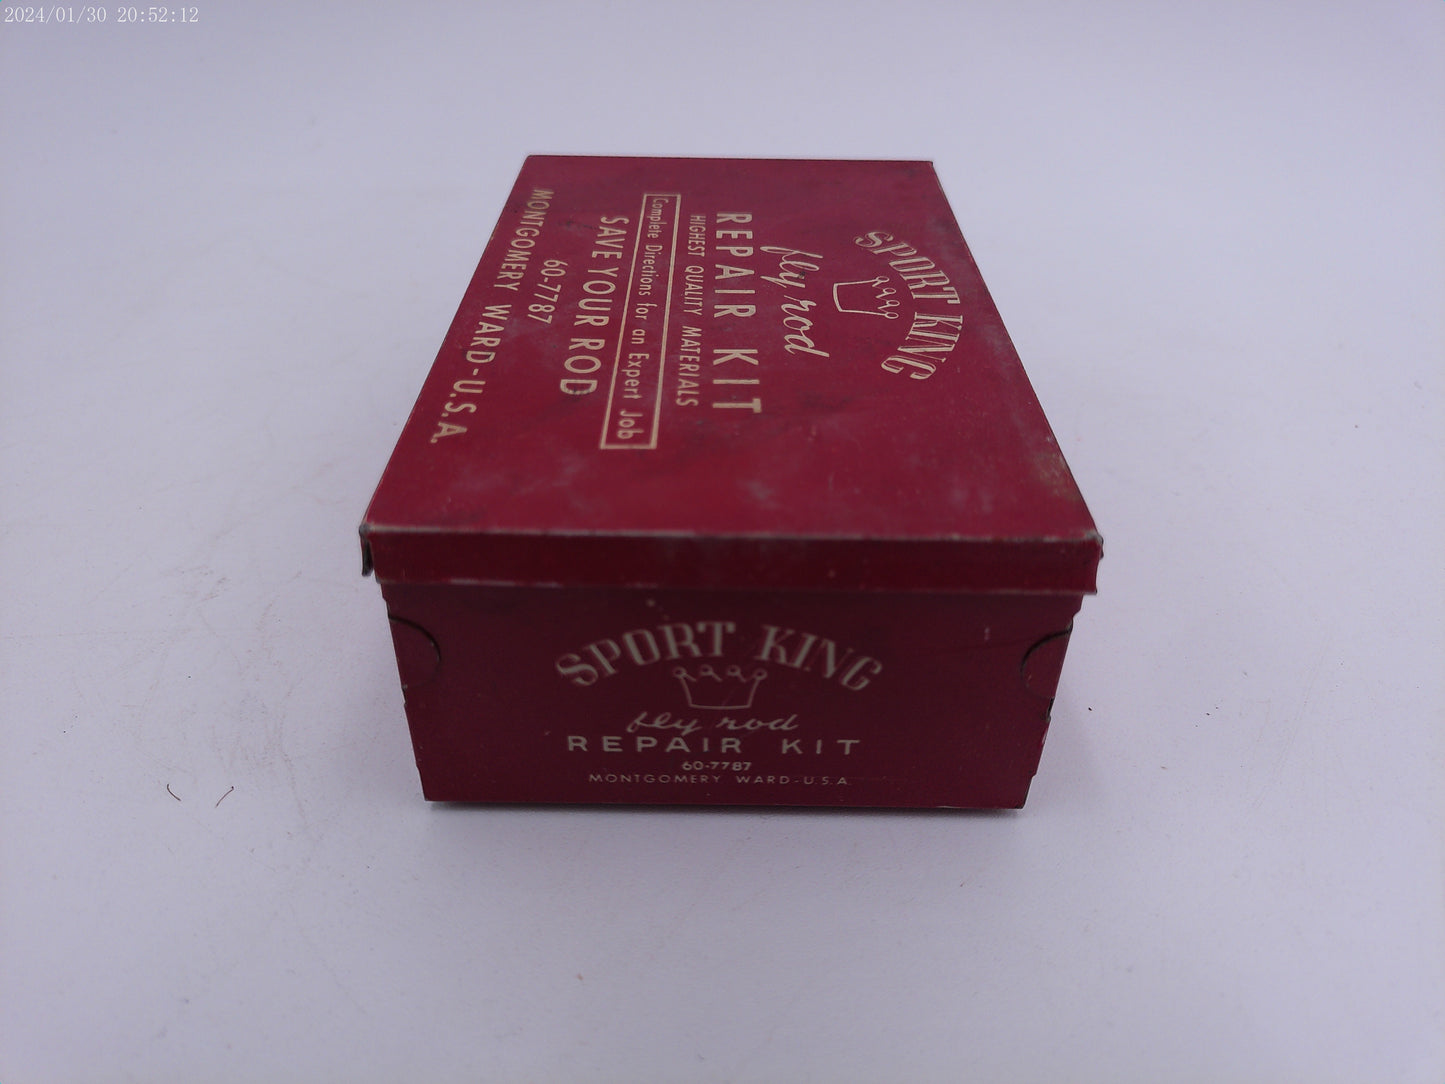 2024/01/30 20:52:12
SPORT KING
fly rod
REPAIR KIT
HIGHEST QUALITY MATERIALS
Complete Directions for an Expert Job
SAVE YOUR ROD
60-7787
MONTGOMERY WARD-U.S.A.
SPORT KING
fly rod
REPAIR KIT
60-7787
MONTGOMERY WARD-U.S.A.